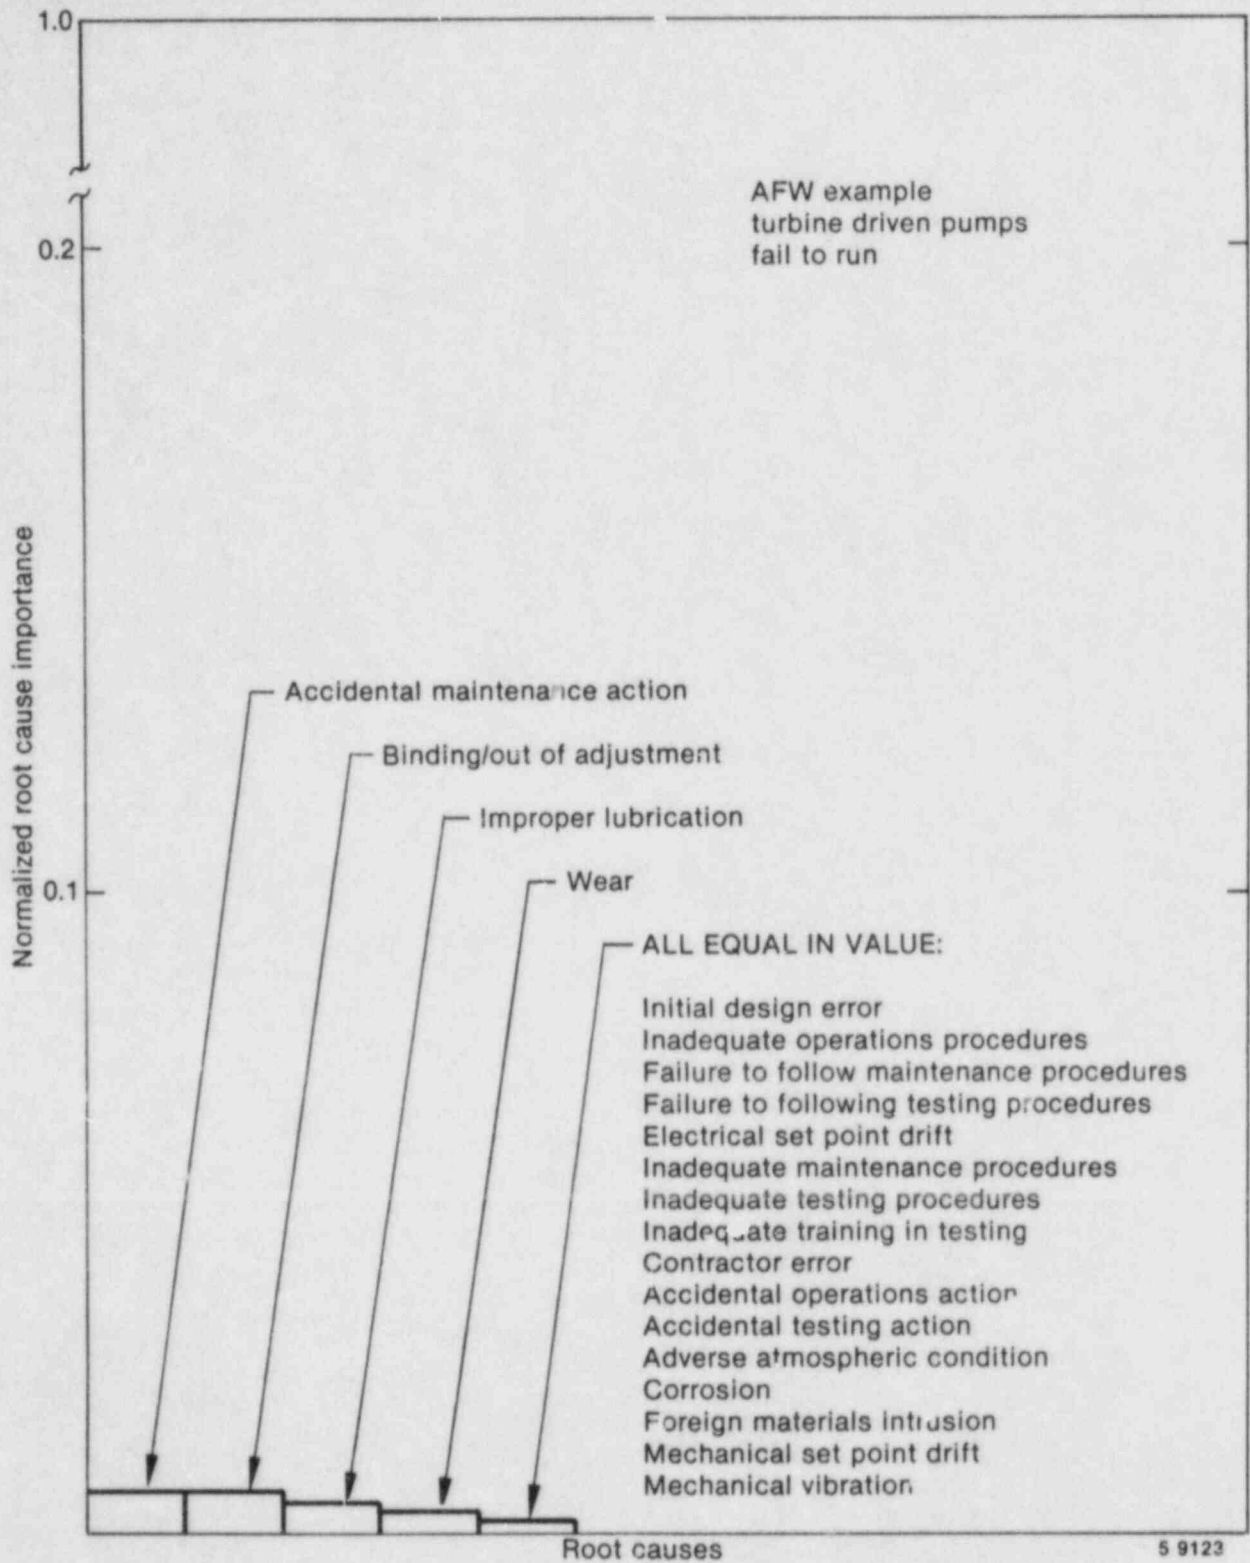 1.0
AFW example
turbine driven pumps
fail to run
0.2
Normalized root cause importance
Accidental maintenance action
Binding/out of adjustment
Improper lubrication
0.1
Wear
ALL EQUAL IN VALUE:
Initial design error
Inadequate operations procedures
Failure to follow maintenance procedures
Failure to following testing procedures
Electrical set point drift
Inadequate maintenance procedures
Inadequate testing procedures
Inadequate training in testing
Contractor error
Accidental operations action
Accidental testing action
Adverse atmospheric condition
Corrosion
Foreign materials intrusion
Mechanical set point drift
Mechanical vibration
Root causes
5 9123